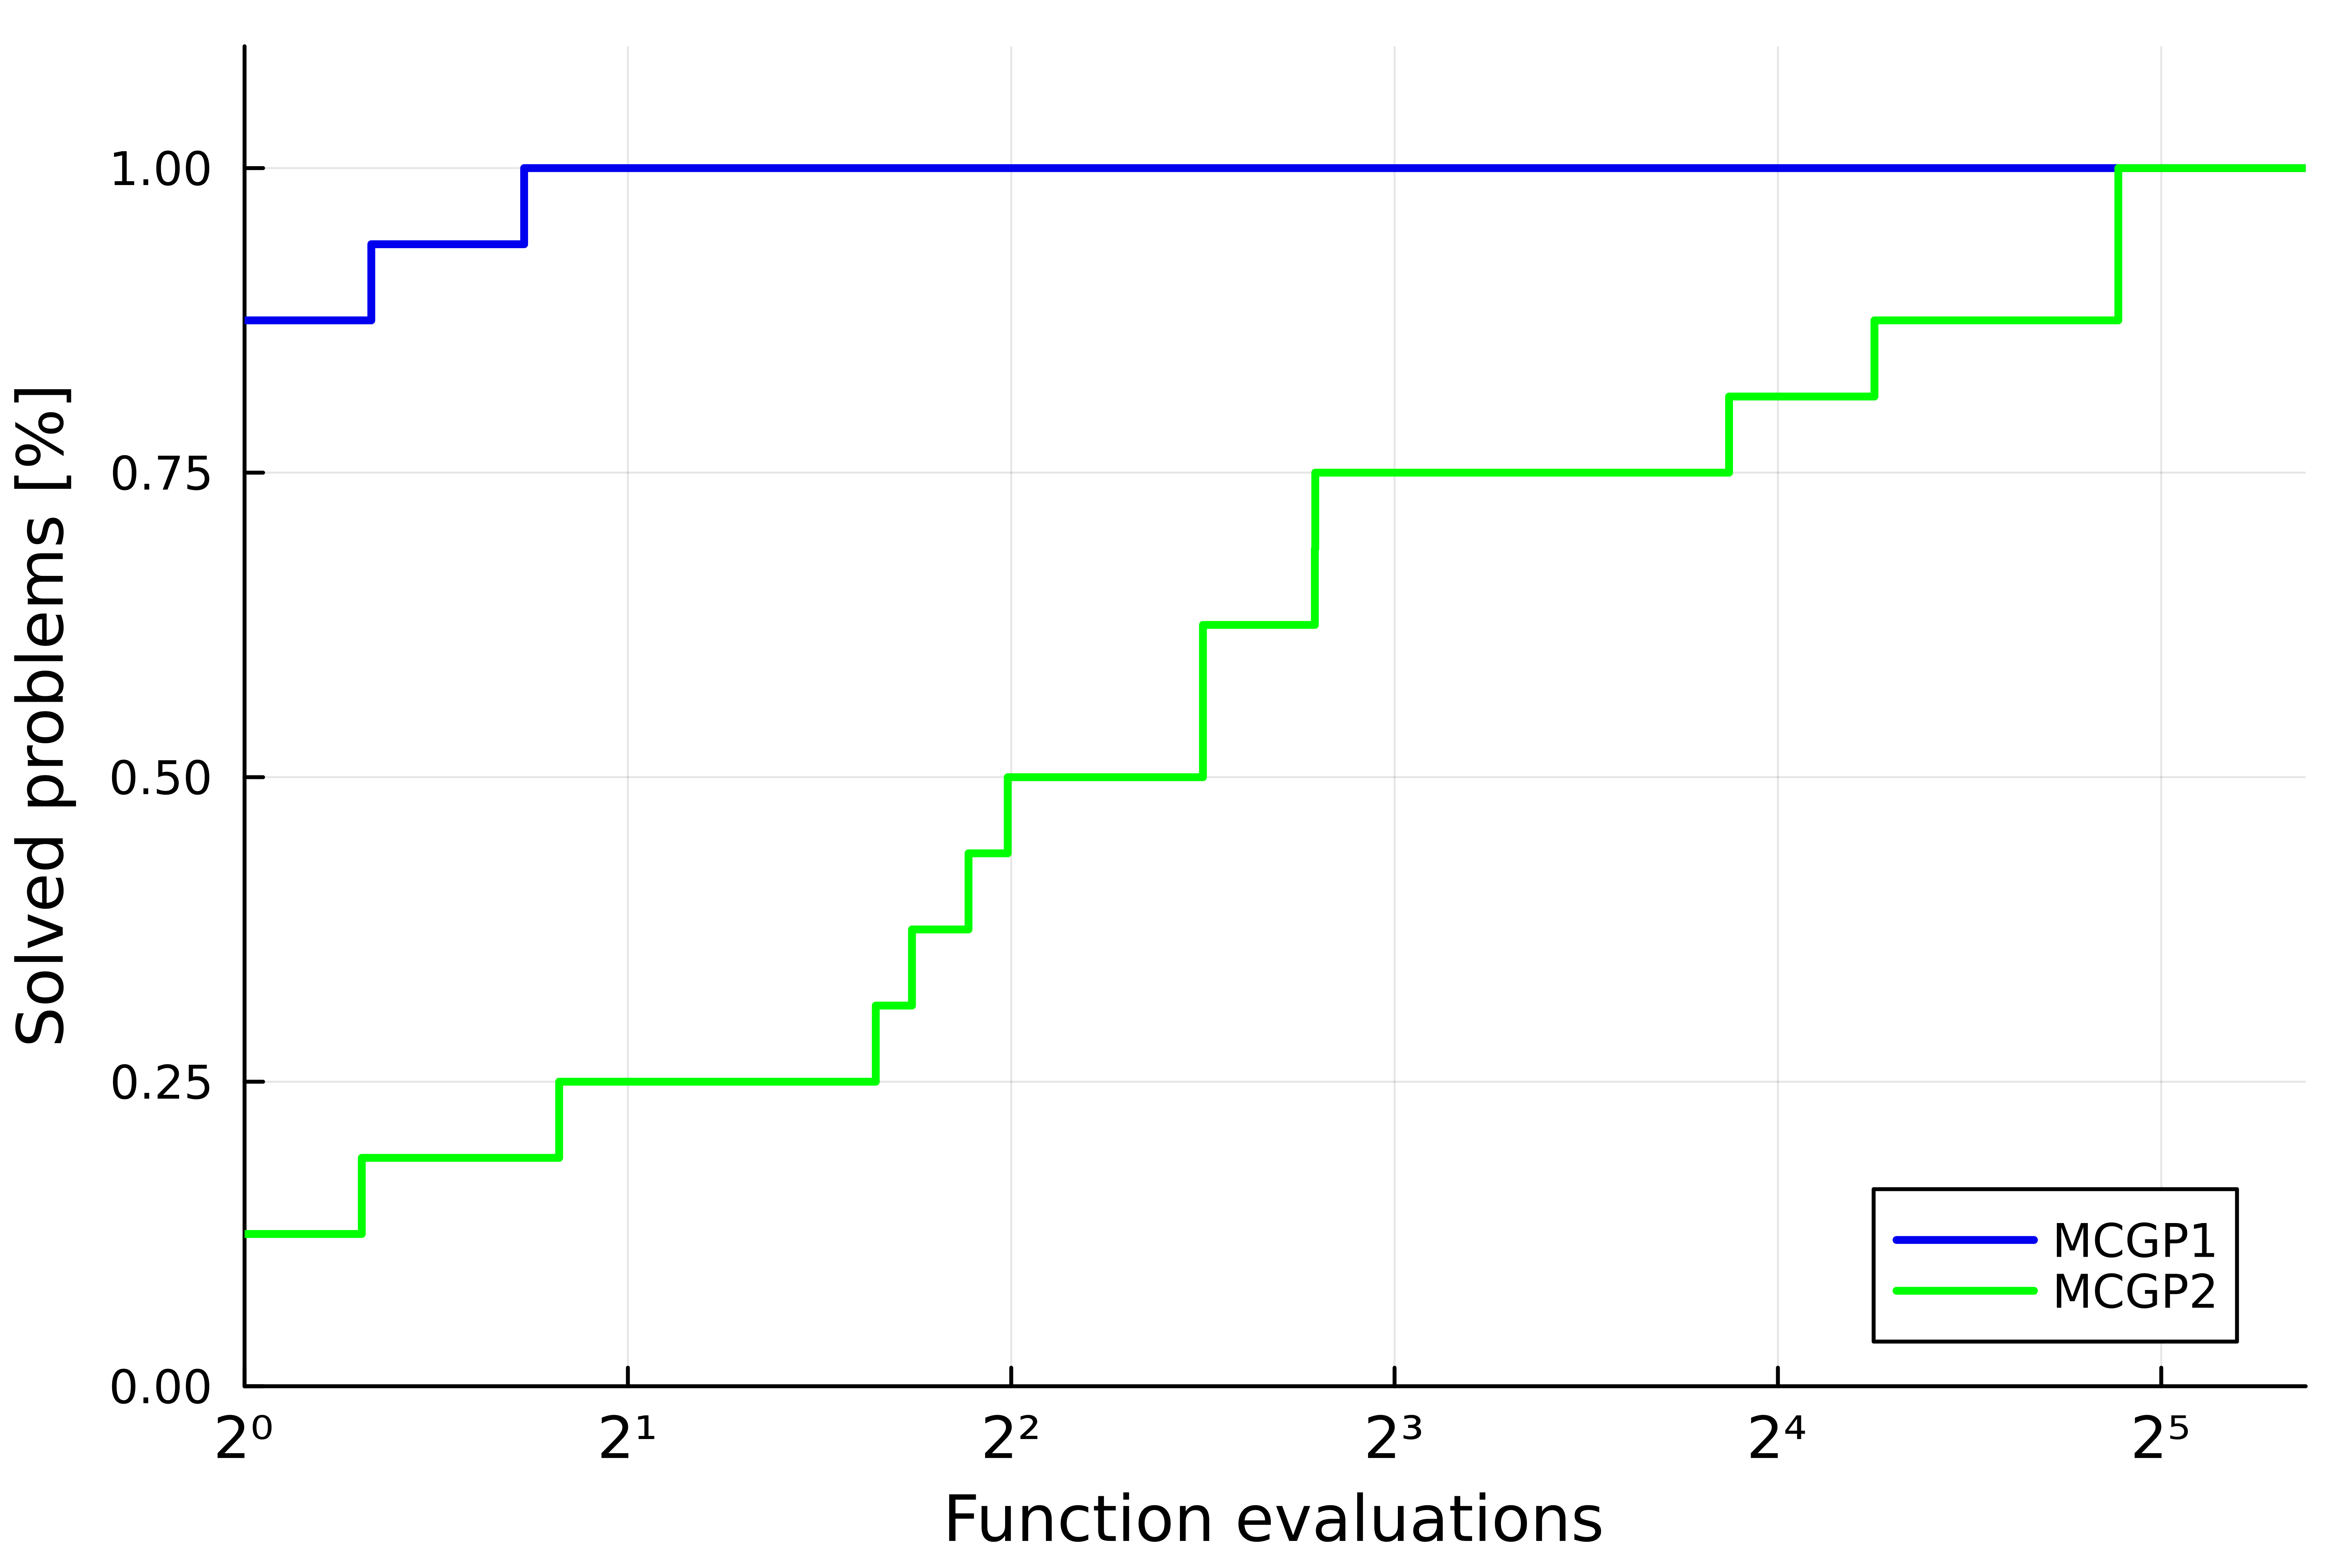 1.00
0.75
0.50
0.25
0.00
Solved problems [%]
2⁰ 2¹ 2² 2³ 2⁴ 2⁵
Function evaluations
MCGP1
MCGP2